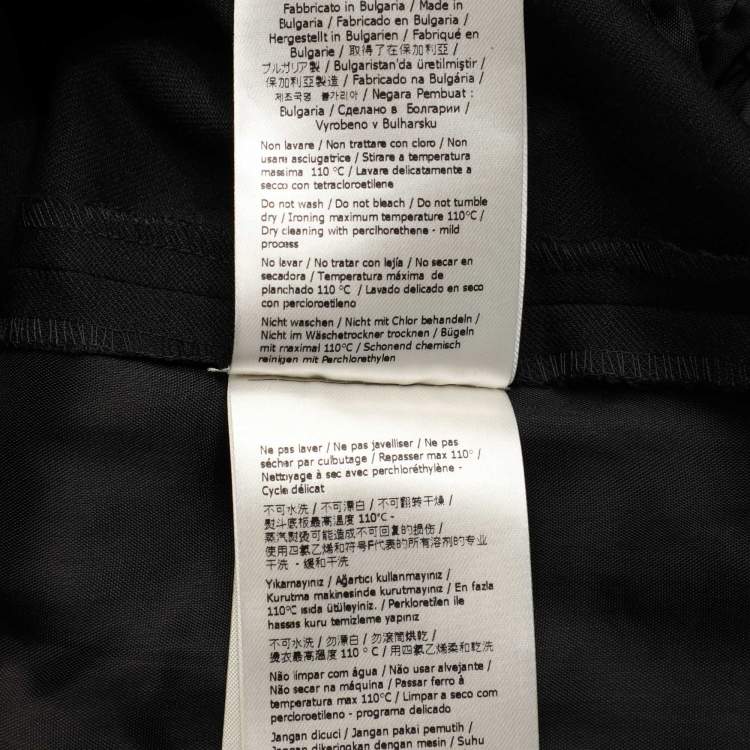 Fabbricato in Bulgaria / Made in
Bulgaria / Fabricado en Bulgaria /
Hergestellt in Bulgarien / Fabriqué en
Bulgarie / 取得了在保加利亞 /
ブルガリア製 / Bulgaristan'da üretilmiştir /
保加利亞製造 / Fabricado na Bulgária /
제조국명 불가리아 / Negara Pembuat :
Bulgaria / Сделано в Болгарии /
Vyrobeno v Bulharsku
Non lavare / Non trattare con cloro / Non
usare asciugatrice / Stirare a temperatura
massima 110 °C / Lavare delicatamente a
secco con tetracloroetilene
Do not wash / Do not bleach / Do not tumble
dry / Ironing maximum temperature 110°C /
Dry cleaning with perclhorethene - mild
process
No lavar / No tratar con lejía / No secar en
secadora / Temperatura máxima de
planchado 110 °C / Lavado delicado en seco
con percloroetileno
Nicht waschen / Nicht mit Chlor behandeln /
Nicht im Wäschetrockner trocknen / Bügeln
mit maximal 110°C / Schonend chemisch
reinigen mit Perchlorethylen
Ne pas laver / Ne pas javelliser / Ne pas
sécher par culbutage / Repasser max 110° /
Nettoyage à sec avec perchloréthylène -
Cycle délicat
不可水洗 / 不可漂白 / 不可翻转干燥 /
熨斗底板最高温度 110°C -
蒸汽熨烫可能造成不可回复的损伤 /
使用四氯乙烯和符号F代表的所有溶剂的专业
干洗 - 缓和干洗
Yıkamayınız / Ağartıcı kullanmayınız /
Kurutma makinesinde kurutmayınız / En fazla
110°C ısıda ütüleyiniz. / Perkloretilen ile
hassas kuru temizleme yapınız
不可水洗 / 勿漂白 / 勿滾筒烘乾 /
燙衣最高溫度 110 ° C / 用四氯乙烯柔和乾洗
Não limpar com água / Não usar alvejante /
Não secar na máquina / Passar ferro à
temperatura max 110°C / Limpar a seco com
percloroetileno - programa delicado
Jangan dicuci / Jangan pakai pemutih /
Jangan dikeringkan dengan mesin / Suhu